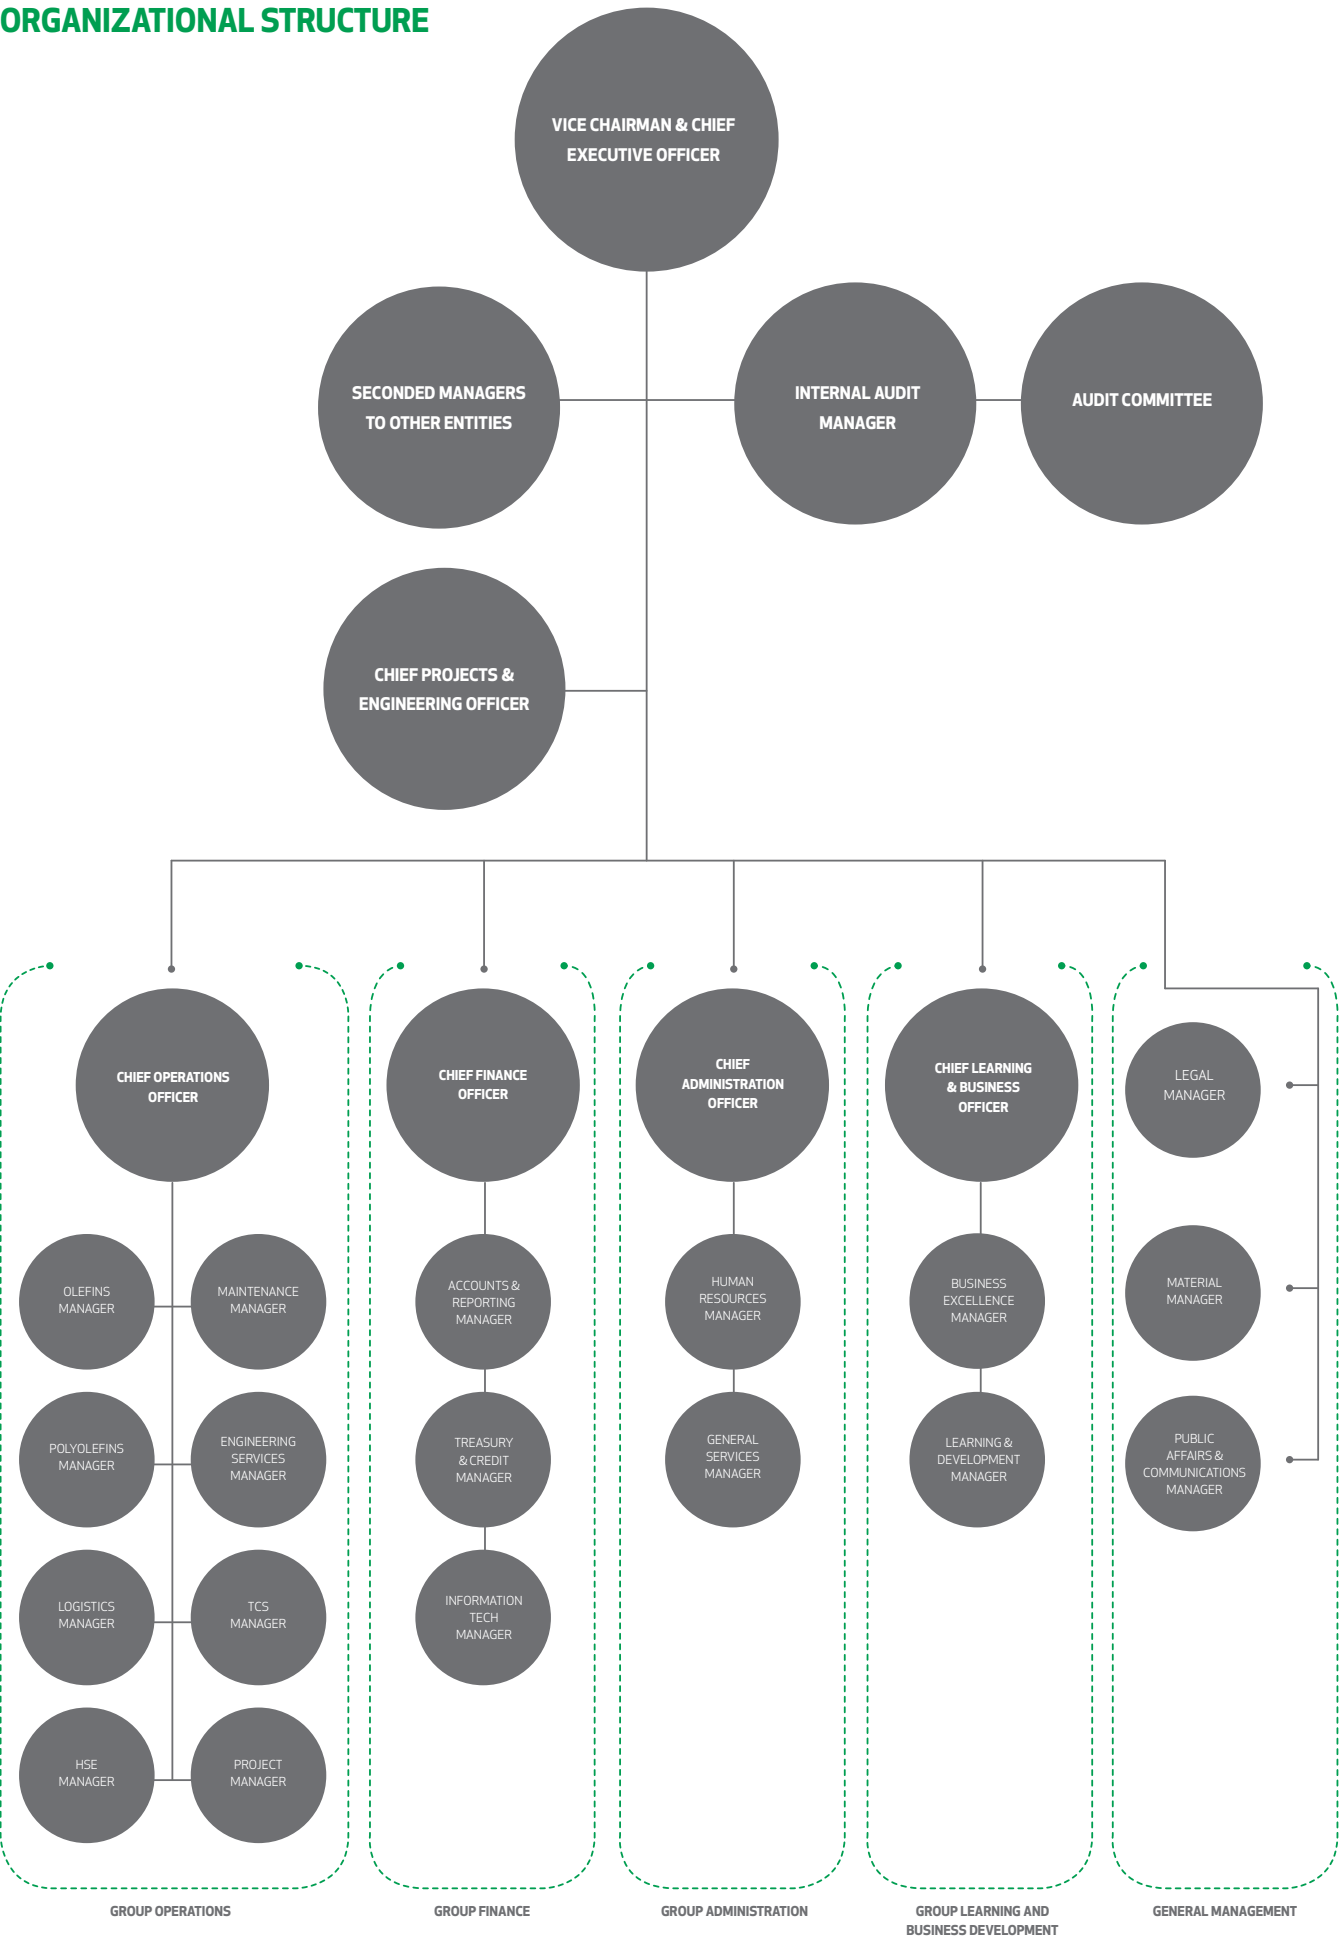 ORGANIZATIONAL STRUCTURE
VICE CHAIRMAN & CHIEF
EXECUTIVE OFFICER
SECONDED MANAGERS
TO OTHER ENTITIES
INTERNAL AUDIT
MANAGER
AUDIT COMMITTEE
CHIEF PROJECTS &
ENGINEERING OFFICER
CHIEF OPERATIONS
OFFICER
OLEFINS
MANAGER
MAINTENANCE
MANAGER
POLYOLEFINS
MANAGER
ENGINEERING
SERVICES
MANAGER
LOGISTICS
MANAGER
TCS
MANAGER
HSE
MANAGER
PROJECT
MANAGER
GROUP OPERATIONS
CHIEF FINANCE
OFFICER
ACCOUNTS &
REPORTING
MANAGER
TREASURY
& CREDIT
MANAGER
INFORMATION
TECH
MANAGER
GROUP FINANCE
CHIEF
ADMINISTRATION
OFFICER
HUMAN
RESOURCES
MANAGER
GENERAL
SERVICES
MANAGER
GROUP ADMINISTRATION
CHIEF LEARNING
& BUSINESS
OFFICER
BUSINESS
EXCELLENCE
MANAGER
LEARNING &
DEVELOPMENT
MANAGER
GROUP LEARNING AND
BUSINESS DEVELOPMENT
LEGAL
MANAGER
MATERIAL
MANAGER
PUBLIC
AFFAIRS &
COMMUNICATIONS
MANAGER
GENERAL MANAGEMENT